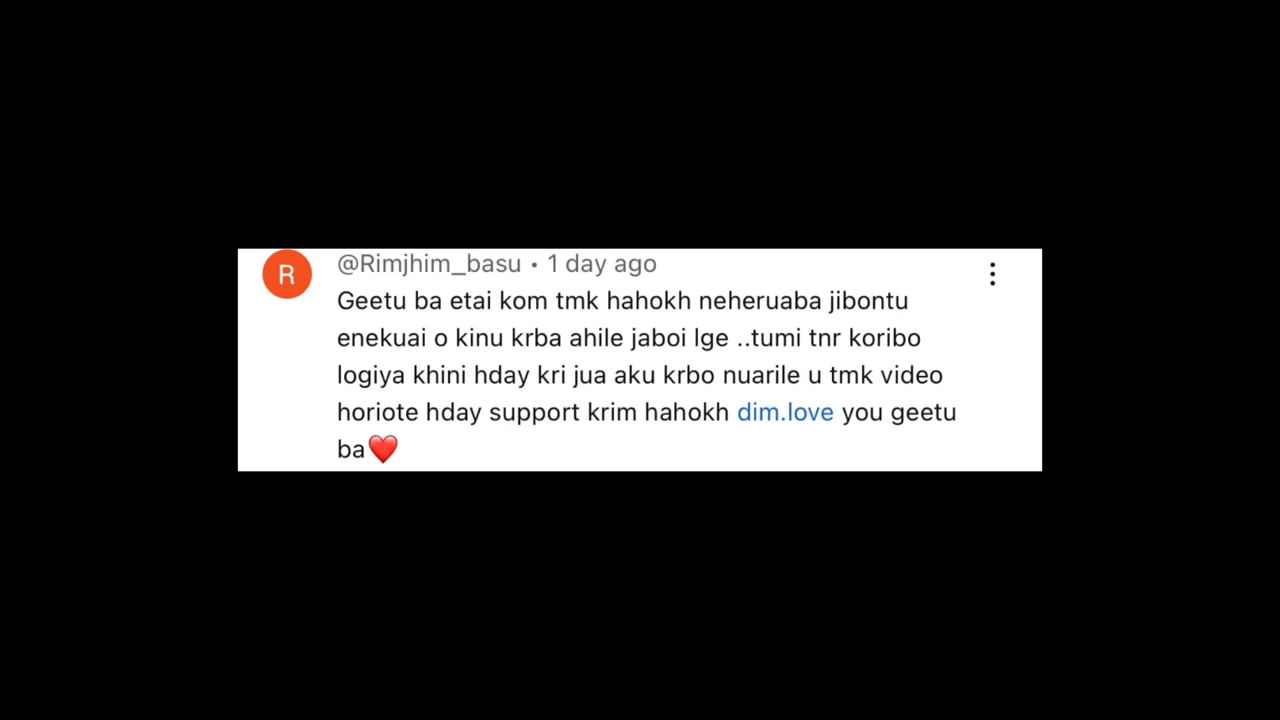 R
@Rimjhim_basu • 1 day ago
Geetu ba etai kom tmk hahokh neheruaba jibontu
enekuai o kinu krba ahile jaboi lge ..tumi tnr koribo
logiya khini hday kri jua aku krbo nuarile u tmk video
horiote hday support krim hahokh dim.love you geetu
ba❤️